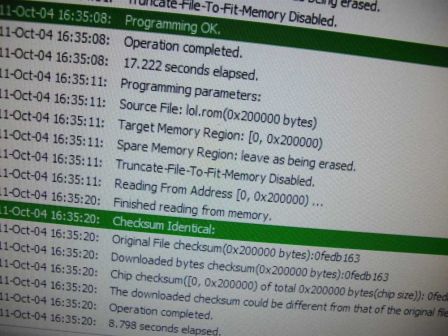 Truncate-File-To-Fit-Memory Disabled.
11-Oct-04 16:35:08: Programming OK.
11-Oct-04 16:35:08: Operation completed.
11-Oct-04 16:35:08: 17.222 seconds elapsed.
11-Oct-04 16:35:11: Programming parameters:
11-Oct-04 16:35:11: Source File: lol.rom(0x200000 bytes)
11-Oct-04 16:35:11: Target Memory Region: [0, 0x200000)
11-Oct-04 16:35:11: Spare Memory Region: leave as being erased.
11-Oct-04 16:35:11: Truncate-File-To-Fit-Memory Disabled.
11-Oct-04 16:35:11: Reading From Address [0, 0x200000) ...
11-Oct-04 16:35:20: Finished reading from memory.
11-Oct-04 16:35:20: Checksum Identical:
11-Oct-04 16:35:20: Original File checksum(0x200000 bytes):0fedb163
11-Oct-04 16:35:20: Downloaded bytes checksum(0x200000 bytes):0fedb163
11-Oct-04 16:35:20: Chip checksum([0, 0x200000) of total 0x200000 bytes(chip size)): 0fe
11-Oct-04 16:35:20: The downloaded checksum could be different from that of the original file
11-Oct-04 16:35:20: Operation completed.
11-Oct-04 16:35:20: 8.798 seconds elapsed.